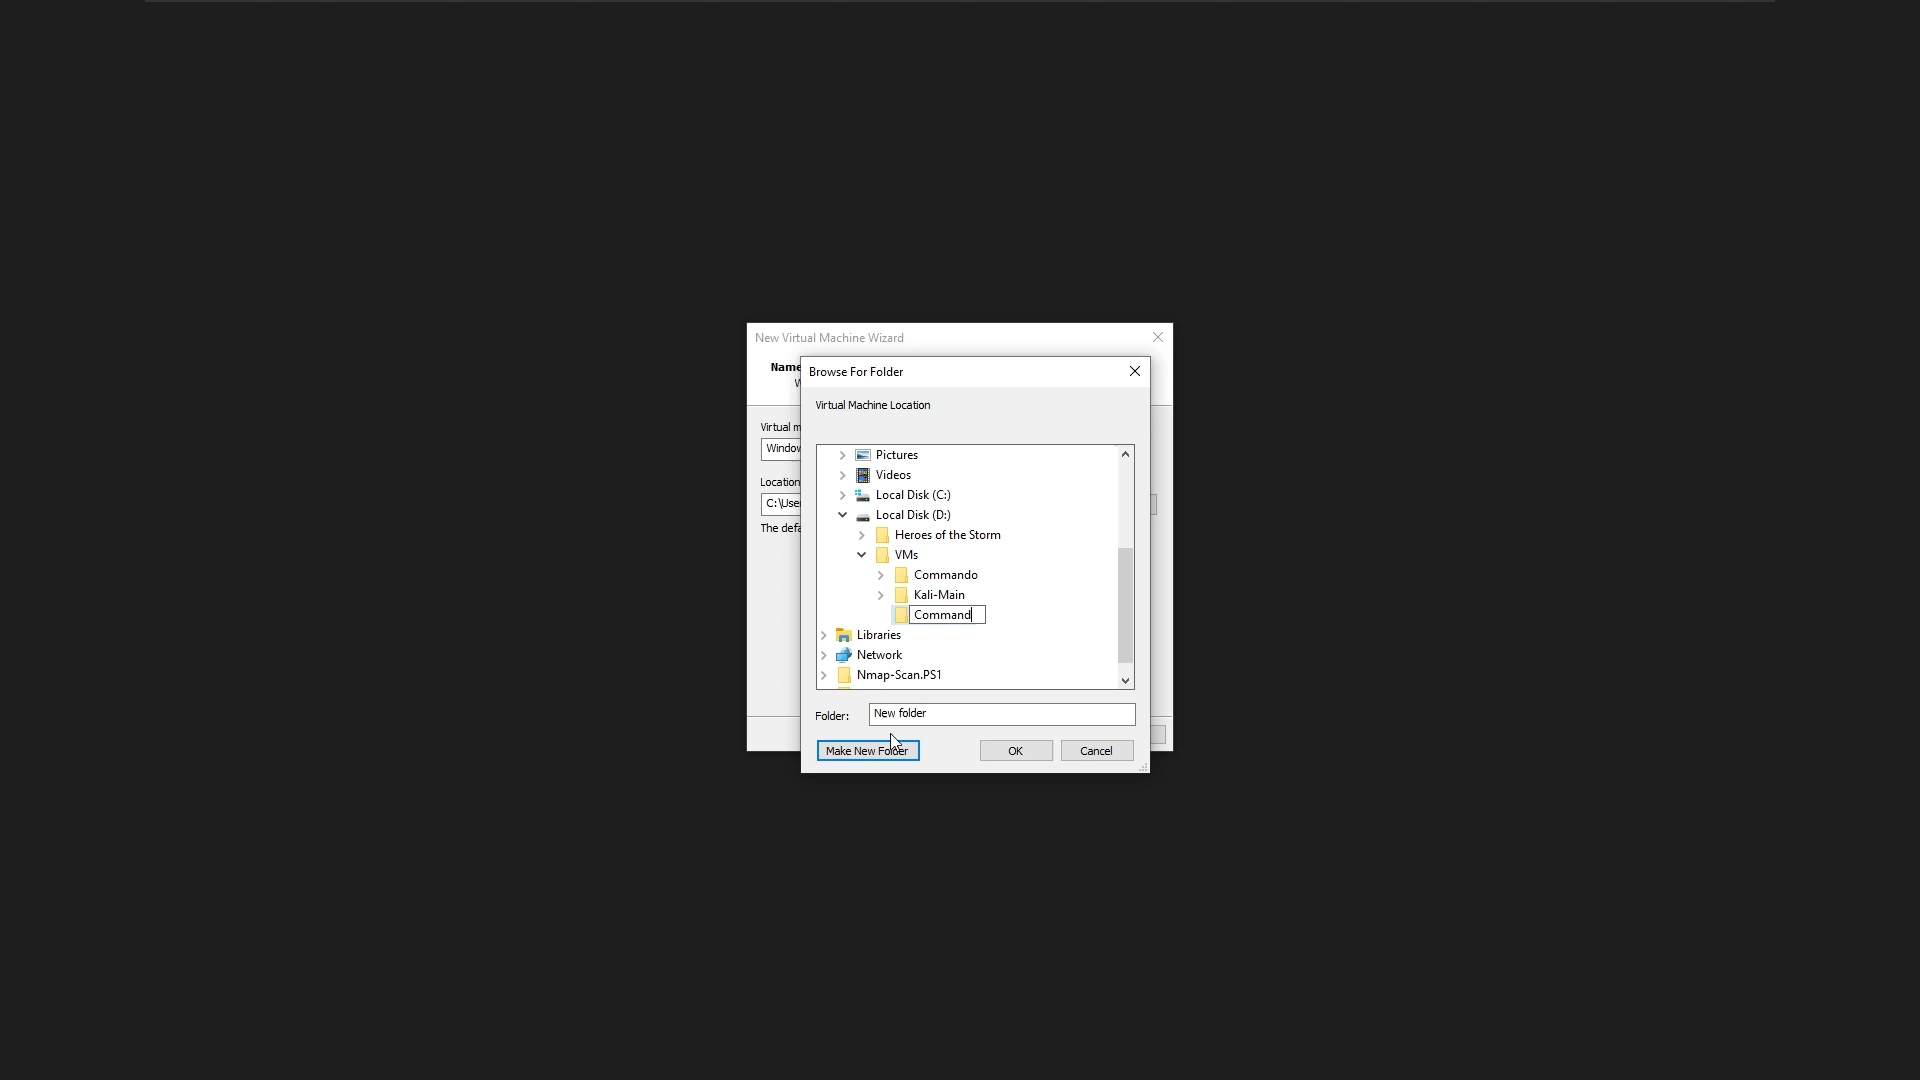 New Virtual Machine Wizard
Name
Browse For Folder
Virtual Machine Location
Virtual m
Window
Location
C:\User
The defa
Pictures
Videos
Local Disk (C:)
Local Disk (D:)
Heroes of the Storm
VMs
Commando
Kali-Main
Command
Libraries
Network
Nmap-Scan.PS1
Folder:
New folder
Make New Folder
OK
Cancel